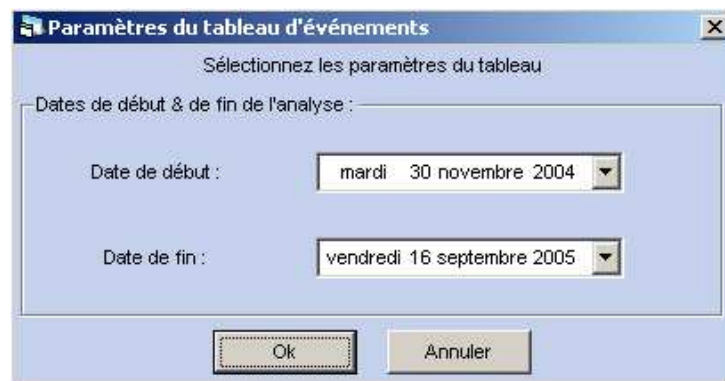 Paramètres du tableau d'événements
Sélectionnez les paramètres du tableau
Dates de début & de fin de l'analyse :
Date de début : mardi 30 novembre 2004
Date de fin : vendredi 16 septembre 2005
Ok Annuler